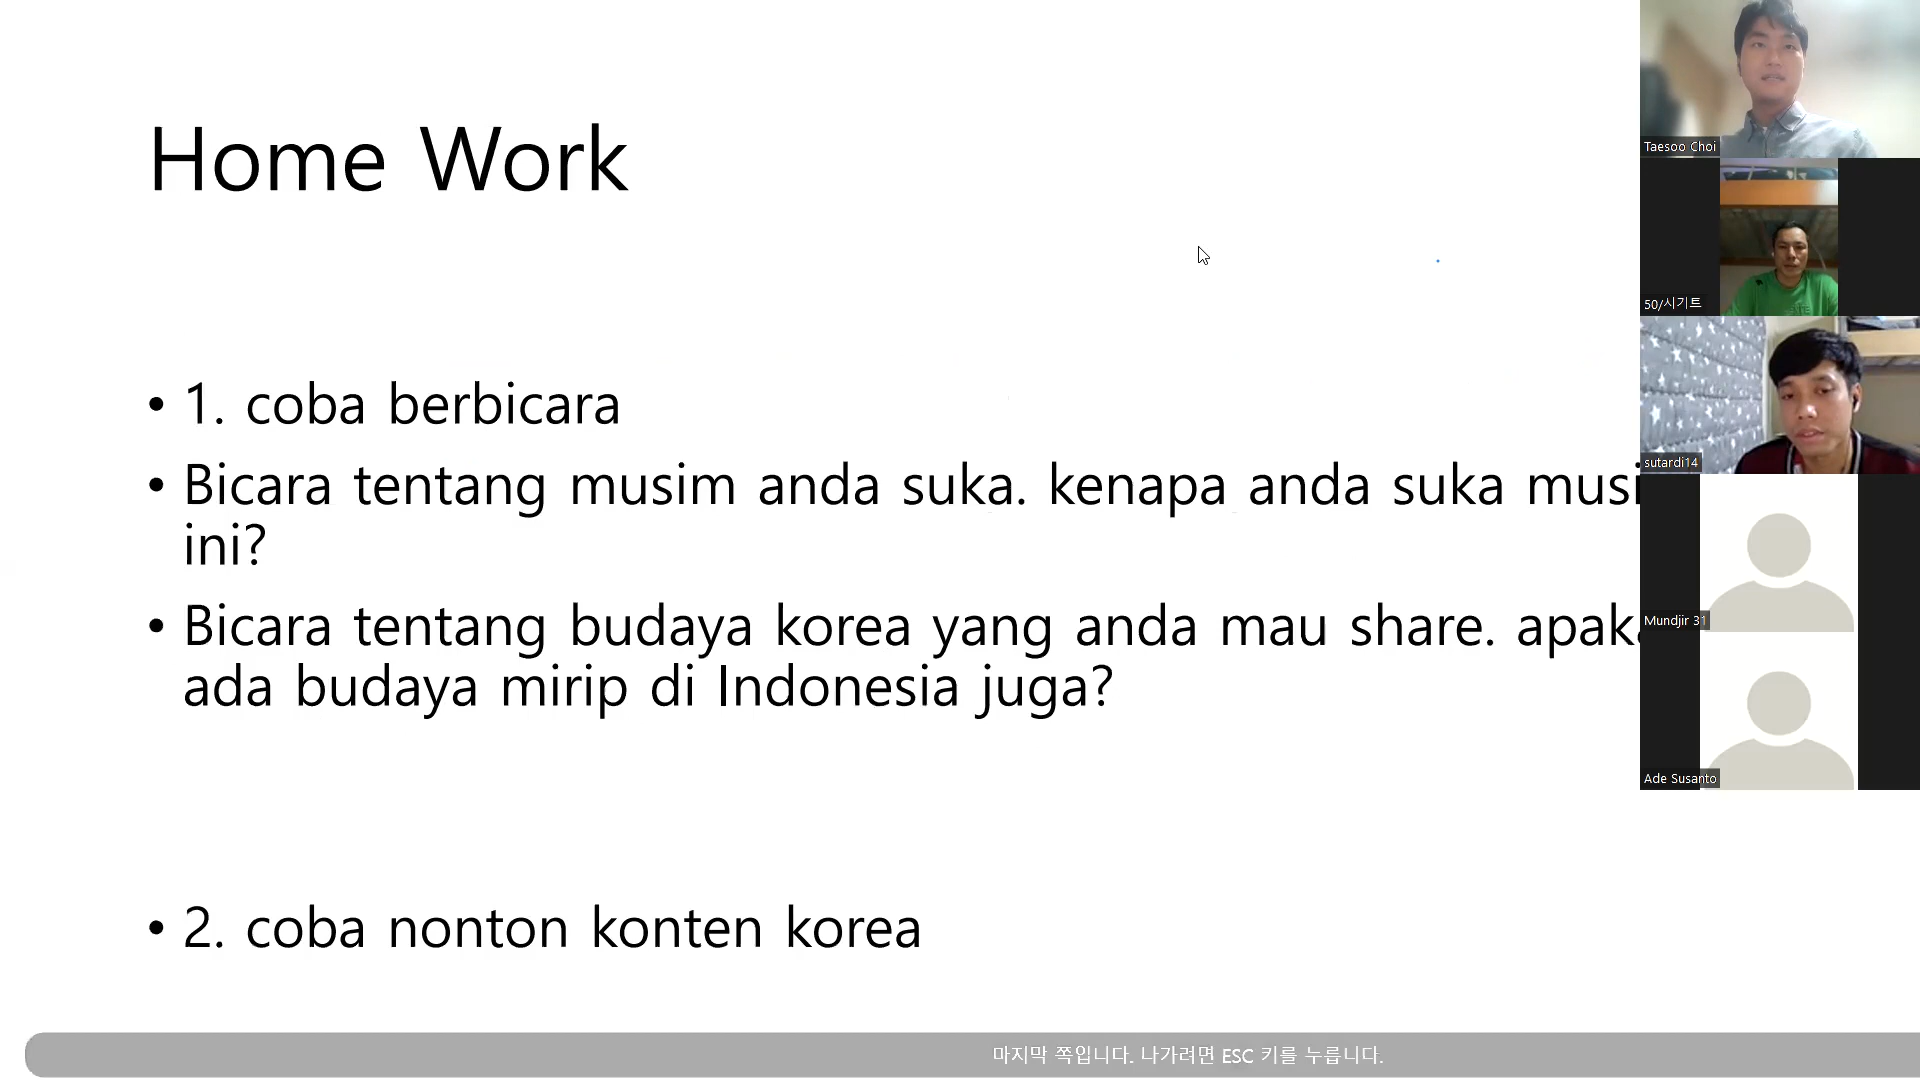 Home Work
• 1. coba berbicara
• Bicara tentang musim anda suka. kenapa anda suka
ini?
• Bicara tentang budaya korea yang anda mau share.
ada budaya mirip di Indonesia juga?
• 2. coba nonton konten korea
마지막 쪽입니다. 나가려면 ESC 키를 누릅니다.
Taesoo Choi
50/시기트
sutardi14
Mundjir 31
Ade Susanto